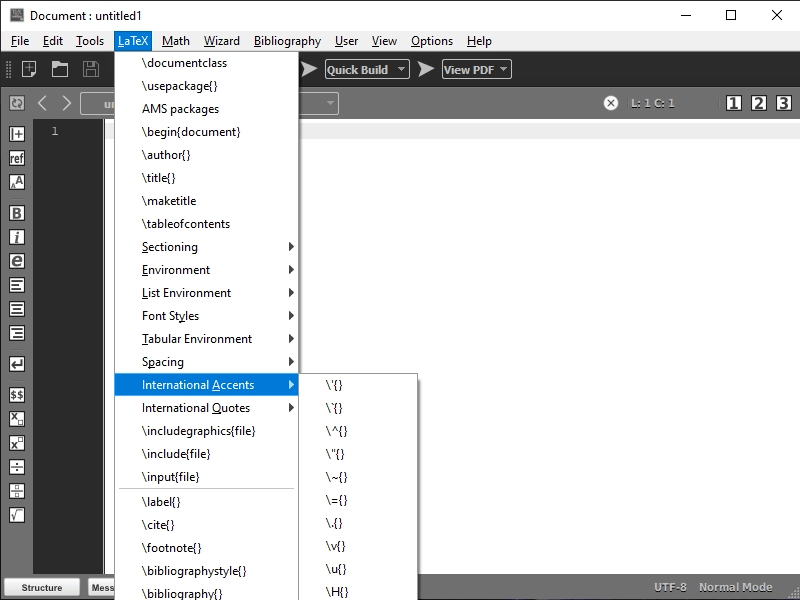 Document : untitled1
File Edit Tools LaTeX Math Wizard Bibliography User View Options Help
Quick Build View PDF
L: 1 C: 1 1 2 3
1
\documentclass
\usepackage{}
AMS packages
\begin{document}
\author{}
\title{}
\maketitle
\tableofcontents
Sectioning
Environment
List Environment
Font Styles
Tabular Environment
Spacing
International Accents
International Quotes
\includegraphics{file}
\include{file}
\input{file}
\label{}
\cite{}
\footnote{}
\bibliographystyle{}
\bibliography{}
\'{}
\`{}
\^{}
\"{}
\~{}
\={}
\.{}
\v{}
\u{}
\H{}
ref
B
i
e
$$
Structure Mess
UTF-8 Normal Mode